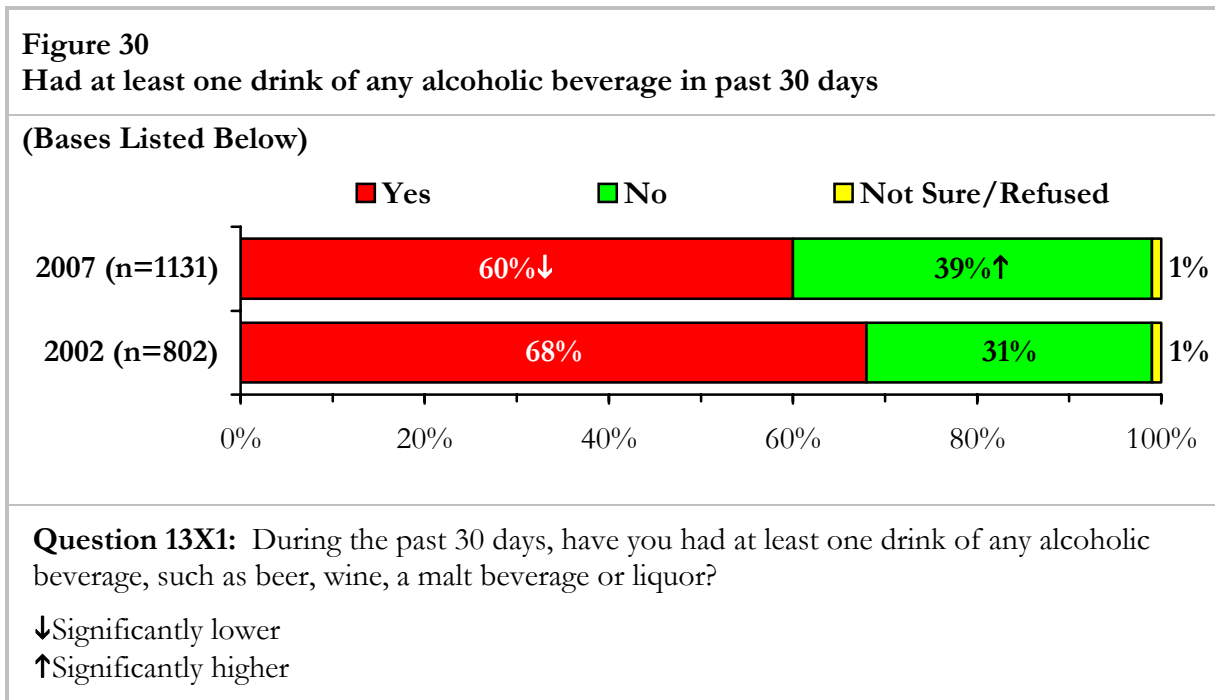 Figure 30
Had at least one drink of any alcoholic beverage in past 30 days
(Bases Listed Below)
Yes No Not Sure/Refused
2007 (n=1131) 60%↓ 39%↑ 1%
2002 (n=802) 68% 31% 1%
0% 20% 40% 60% 80% 100%
Question 13X1: During the past 30 days, have you had at least one drink of any alcoholic
beverage, such as beer, wine, a malt beverage or liquor?
↓Significantly lower
↑Significantly higher